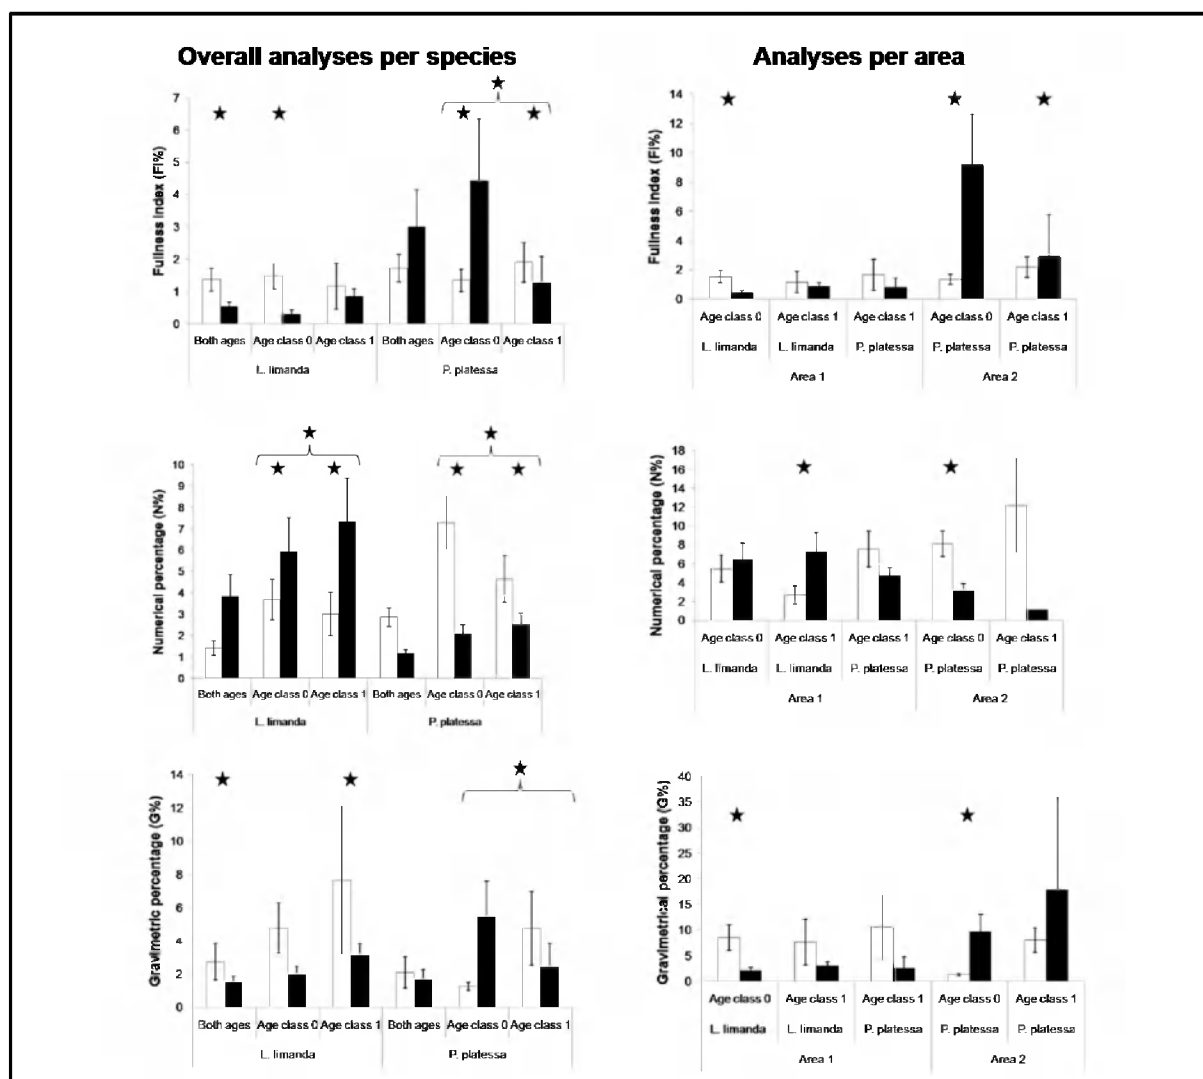 Overall analyses per species
Fullness Index (FI%)
7
6
5
4
3
2
1
0
Both ages Age class 0 Age class 1 Both ages Age class 0 Age class 1
L. limanda P. platessa
Analyses per area
Fullness Index (FI%)
14
12
10
8
6
4
2
0
Age class 0 Age class 1 Age class 1 Age class 0 Age class 1
L. limanda L. limanda P. platessa P. platessa P. platessa
Area 1 Area 2
Numerical percentage (N%)
10
9
8
7
6
5
4
3
2
1
0
Both ages Age class 0 Age class 1 Both ages Age class 0 Age class 1
L. limanda P. platessa
Numerical percentage (N%)
18
16
14
12
10
8
6
4
2
0
Age class 0 Age class 1 Age class 1 Age class 0 Age class 1
L. limanda L. limanda P. platessa P. platessa P. platessa
Area 1 Area 2
Gravimetric percentage (G%)
14
12
10
8
6
4
2
0
Both ages Age class 0 Age class 1 Both ages Age class 0 Age class 1
L. limanda P. platessa
Gravimetrical percentage (G%)
40
35
30
25
20
15
10
5
0
Age class 0 Age class 1 Age class 1 Age class 0 Age class 1
L. limanda L. limanda P. platessa P. platessa P. platessa
Area 1 Area 2